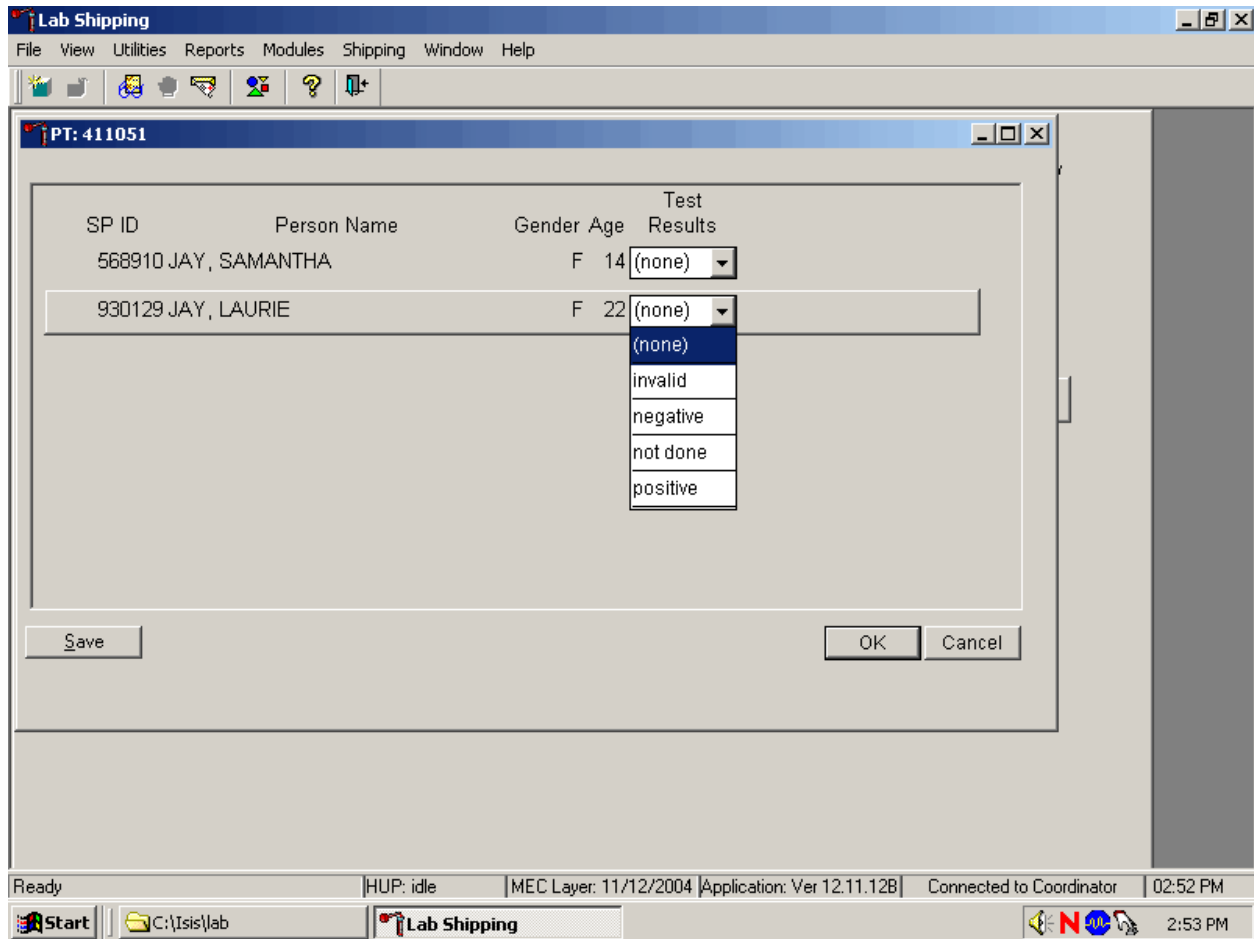 Lab Shipping
File View Utilities Reports Modules Shipping Window Help
PT: 411051
Test
SP ID Person Name Gender Age Results
568910 JAY, SAMANTHA F 14 (none)
930129 JAY, LAURIE F 22 (none)
(none)
invalid
negative
not done
positive
Save OK Cancel
Ready HUP: idle MEC Layer: 11/12/2004 Application: Ver 12.11.12B Connected to Coordinator 02:52 PM
Start C:\Isis\lab Lab Shipping N 2:53 PM